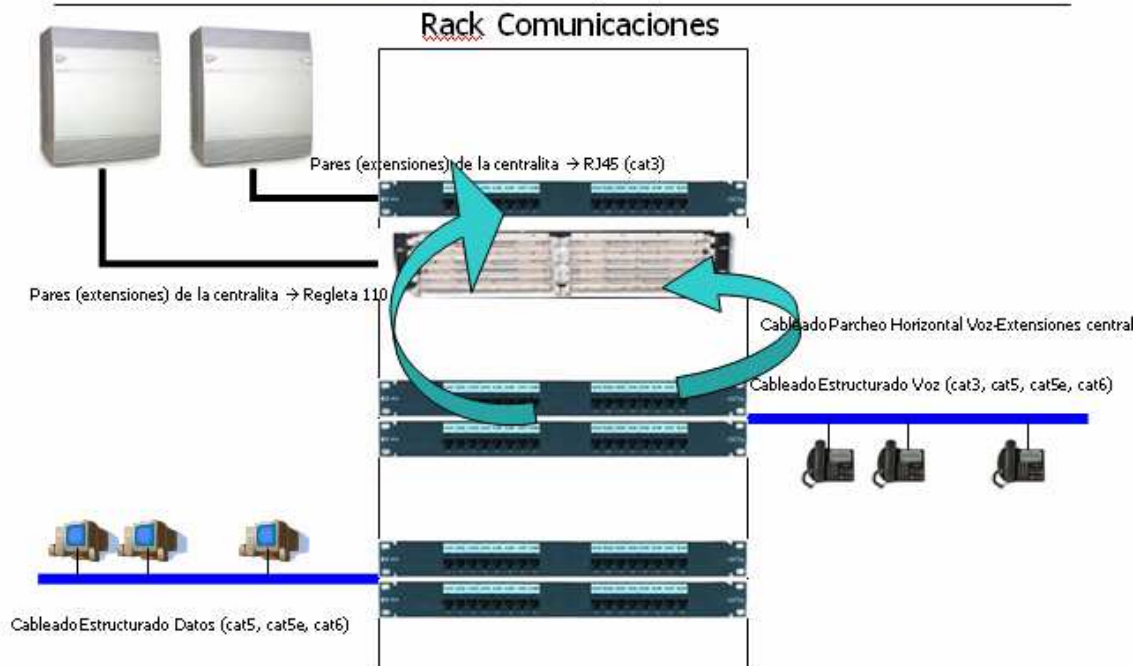 Rack Comunicaciones
Pares (extensiones) de la centralita → RJ45 (cat3)
Pares (extensiones) de la centralita → Regleta 110
Cableado Parcheo Horizontal Voz-Extensiones central
Cableado Estructurado Voz (cat3, cat5, cat5e, cat6)
Cableado Estructurado Datos (cat5, cat5e, cat6)